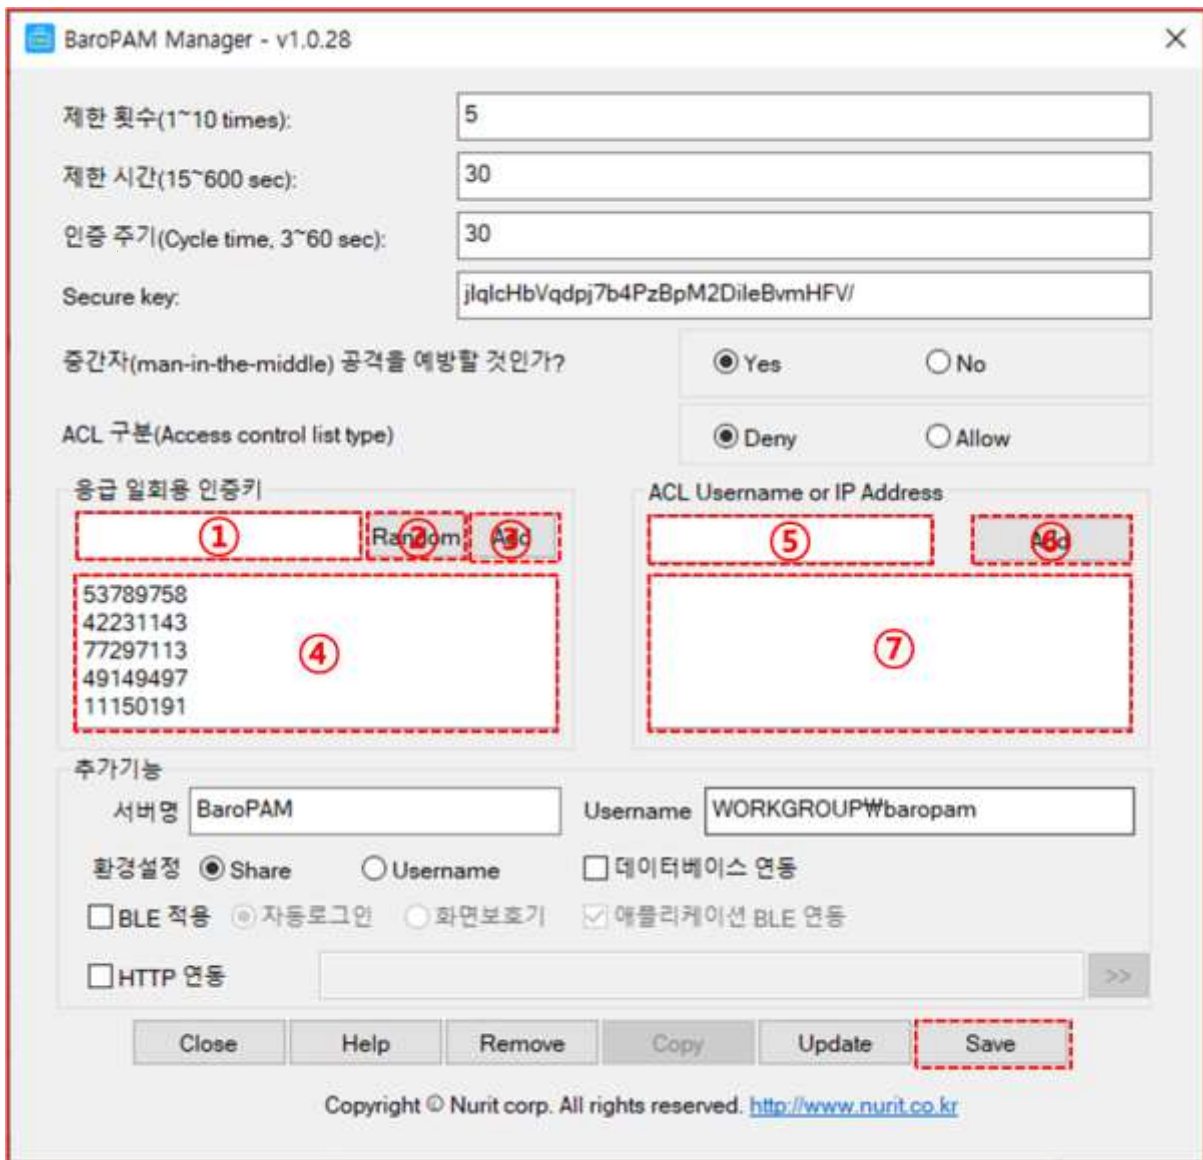 BaroPAM Manager - v1.0.28
제한 횟수(1~10 times): 5
제한 시간(15~600 sec): 30
인증 주기(Cycle time, 3~60 sec): 30
Secure key: jIqIcHbVqdpj7b4PzBpM2DiIeBvmHFV/
중간자(man-in-the-middle) 공격을 예방할 것인가? Yes No
ACL 구분(Access control list type) Deny Allow
응급 일회용 인증키 ACL Username or IP Address
① Random ② Add ③ ⑤ Add ⑥
53789758
42231143
77297113
49149497
11150191
④ ⑦
추가기능
서버명 BaroPAM Username WORKGROUP₩baropam
환경설정 Share Username 데이터베이스 연동
BLE 적용 자동로그인 화면보호기 애플리케이션 BLE 연동
HTTP 연동 >>
Close Help Remove Copy Update Save
Copyright © Nurit corp. All rights reserved. http://www.nurit.co.kr